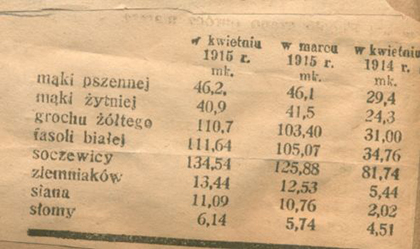 w kwietniu w marcu w kwietniu
1915 r. 1915 r. 1914 r.
mk. mk. mk.
mąki pszennej 46,2, 46,1 29,4
mąki żytniej 40,9 41,5 24,3
grochu żółtego 110,7 103,40 31,00
fasoli białej 111,64 105,07 34,76
soczewicy 134,54 125,88 81,74
ziemniaków 13,44 12,53 5,44
siana 11,09 10,76 2,02
słomy 6,14 5,74 4,51